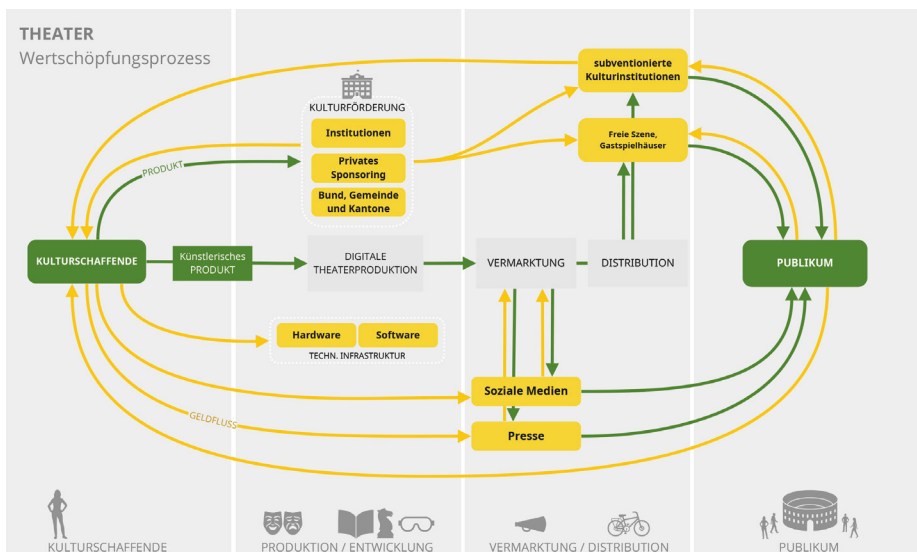 THEATER
Wertschöpfungsprozess
subventionierte
Kulturinstitutionen
KULTURFÖRDERUNG
Institutionen
Freie Szene,
Gastspielhäuser
PRODUKT
Privates
Sponsoring
Bund, Gemeinde
und Kantone
KULTURSCHAFFENDE
Künstlerisches
PRODUKT
DIGITALE
THEATERPRODUKTION
VERMARKTUNG
DISTRIBUTION
PUBLIKUM
Hardware
Software
TECHN. INFRASTRUKTUR
Soziale Medien
GELDFLUSS
Presse
KULTURSCHAFFENDE
PRODUKTION / ENTWICKLUNG
VERMARKTUNG / DISTRIBUTION
PUBLIKUM